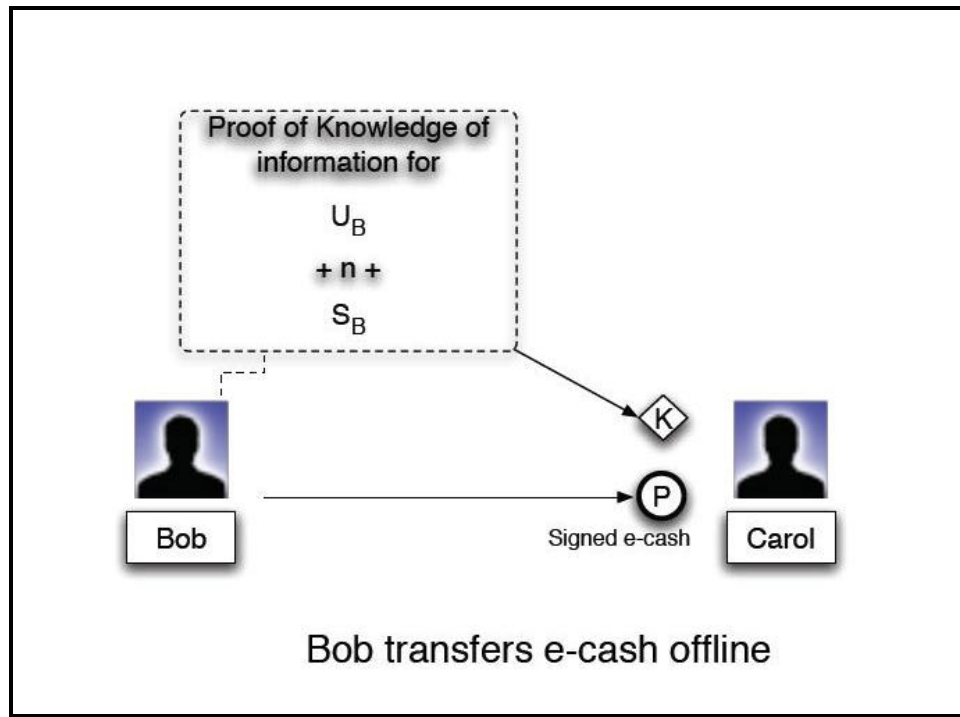 Proof of Knowledge of
information for
U_B
+ n +
S_B
K
P
Signed e-cash
Bob
Carol
Bob transfers e-cash offline